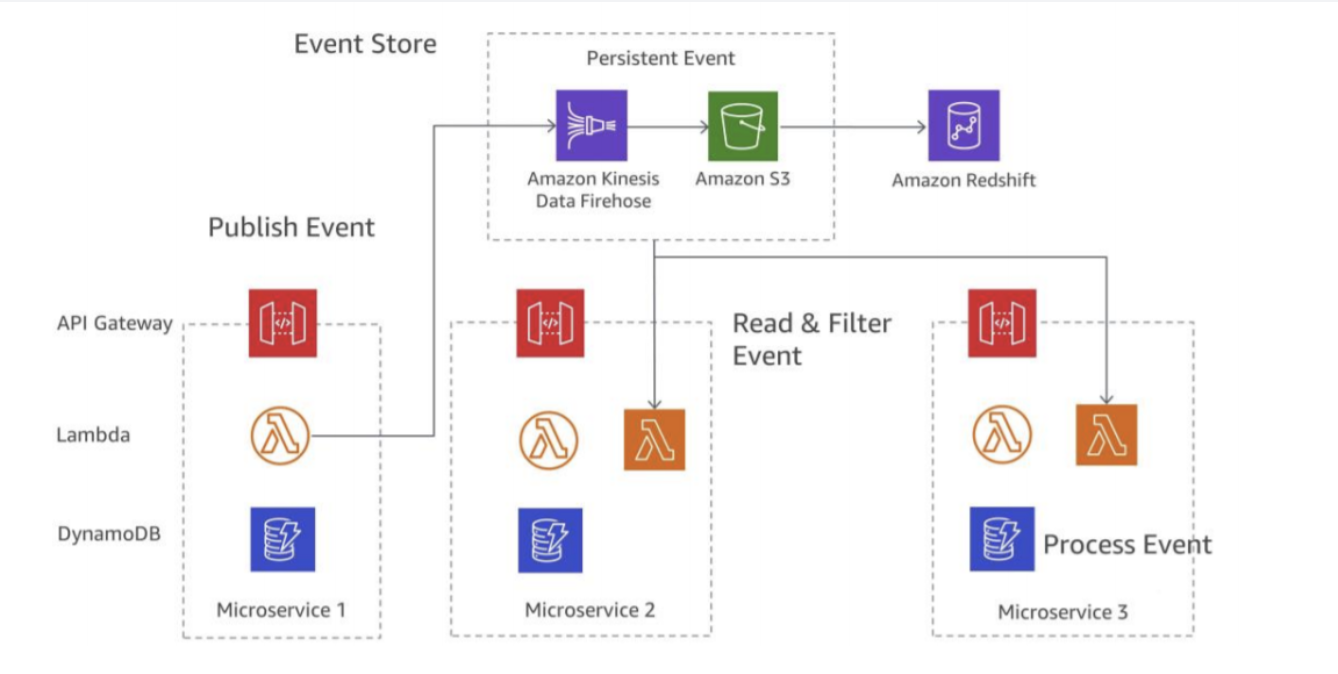 Event Store
Persistent Event
Amazon Kinesis
Data Firehose
Amazon S3
Amazon Redshift
Publish Event
API Gateway
Read & Filter
Event
Lambda
DynamoDB
Process Event
Microservice 1
Microservice 2
Microservice 3